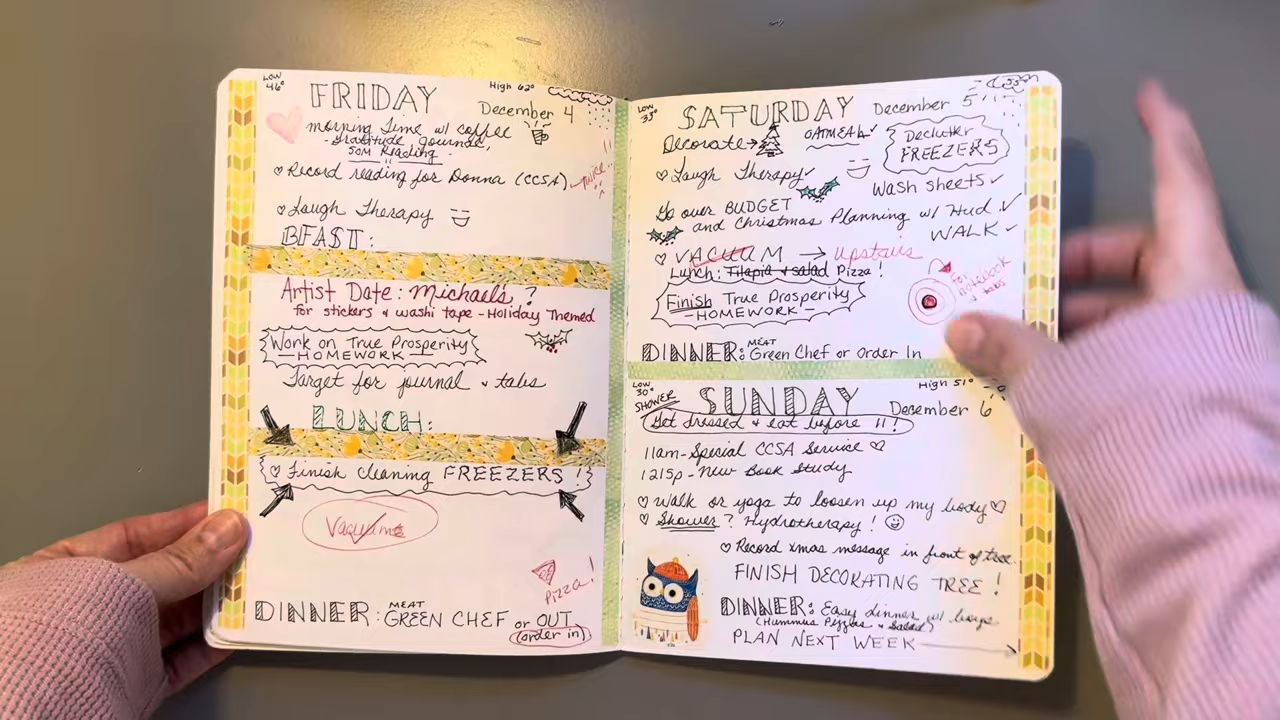 LOW 46°
FRIDAY
High 62°
December 4
morning time w/ coffee
- Gratitude Journal,
SOM Reading
♡ Record reading for Donna (CCSA)
twice!!
♡ Laugh Therapy
BFAST:
Artist Date: Michaels?
for stickers & washi tape - Holiday Themed
Work on True Prosperity
- HOMEWORK -
Target for journal & tabs
LUNCH:
♡ Finish Cleaning FREEZERS!
Vacuum
Pizza!
DINNER: MEAT GREEN CHEF or OUT
(order in)
LOW 33°
SATURDAY
December 5
53°
Decorate →
OATMEAL ✓
Declutter
FREEZERS
♡ Laugh Therapy ✓
Wash sheets ✓
Go over BUDGET
and Christmas Planning w/ Hud. ✓
WALK ✓
♡ VACUUM → Upstairs
Lunch: Tilapia & salad Pizza!
for notebook & tabs
Finish True Prosperity
- HOMEWORK -
DINNER: MEAT Green Chef or Order In
LOW 30°
SUNDAY
High 51°
December 6
SHOWER
Get dressed & eat before 11!
11am - Special CCSA Service ♡
1215p - New Book Study
♡ Walk or yoga to loosen up my body ♡
♡ Shower? Hydrotherapy!
♡ Record xmas message in front of tree
FINISH DECORATING TREE!
DINNER: Easy dinner w/ boys
(Hummus Pizzas & Salad)
PLAN NEXT WEEK